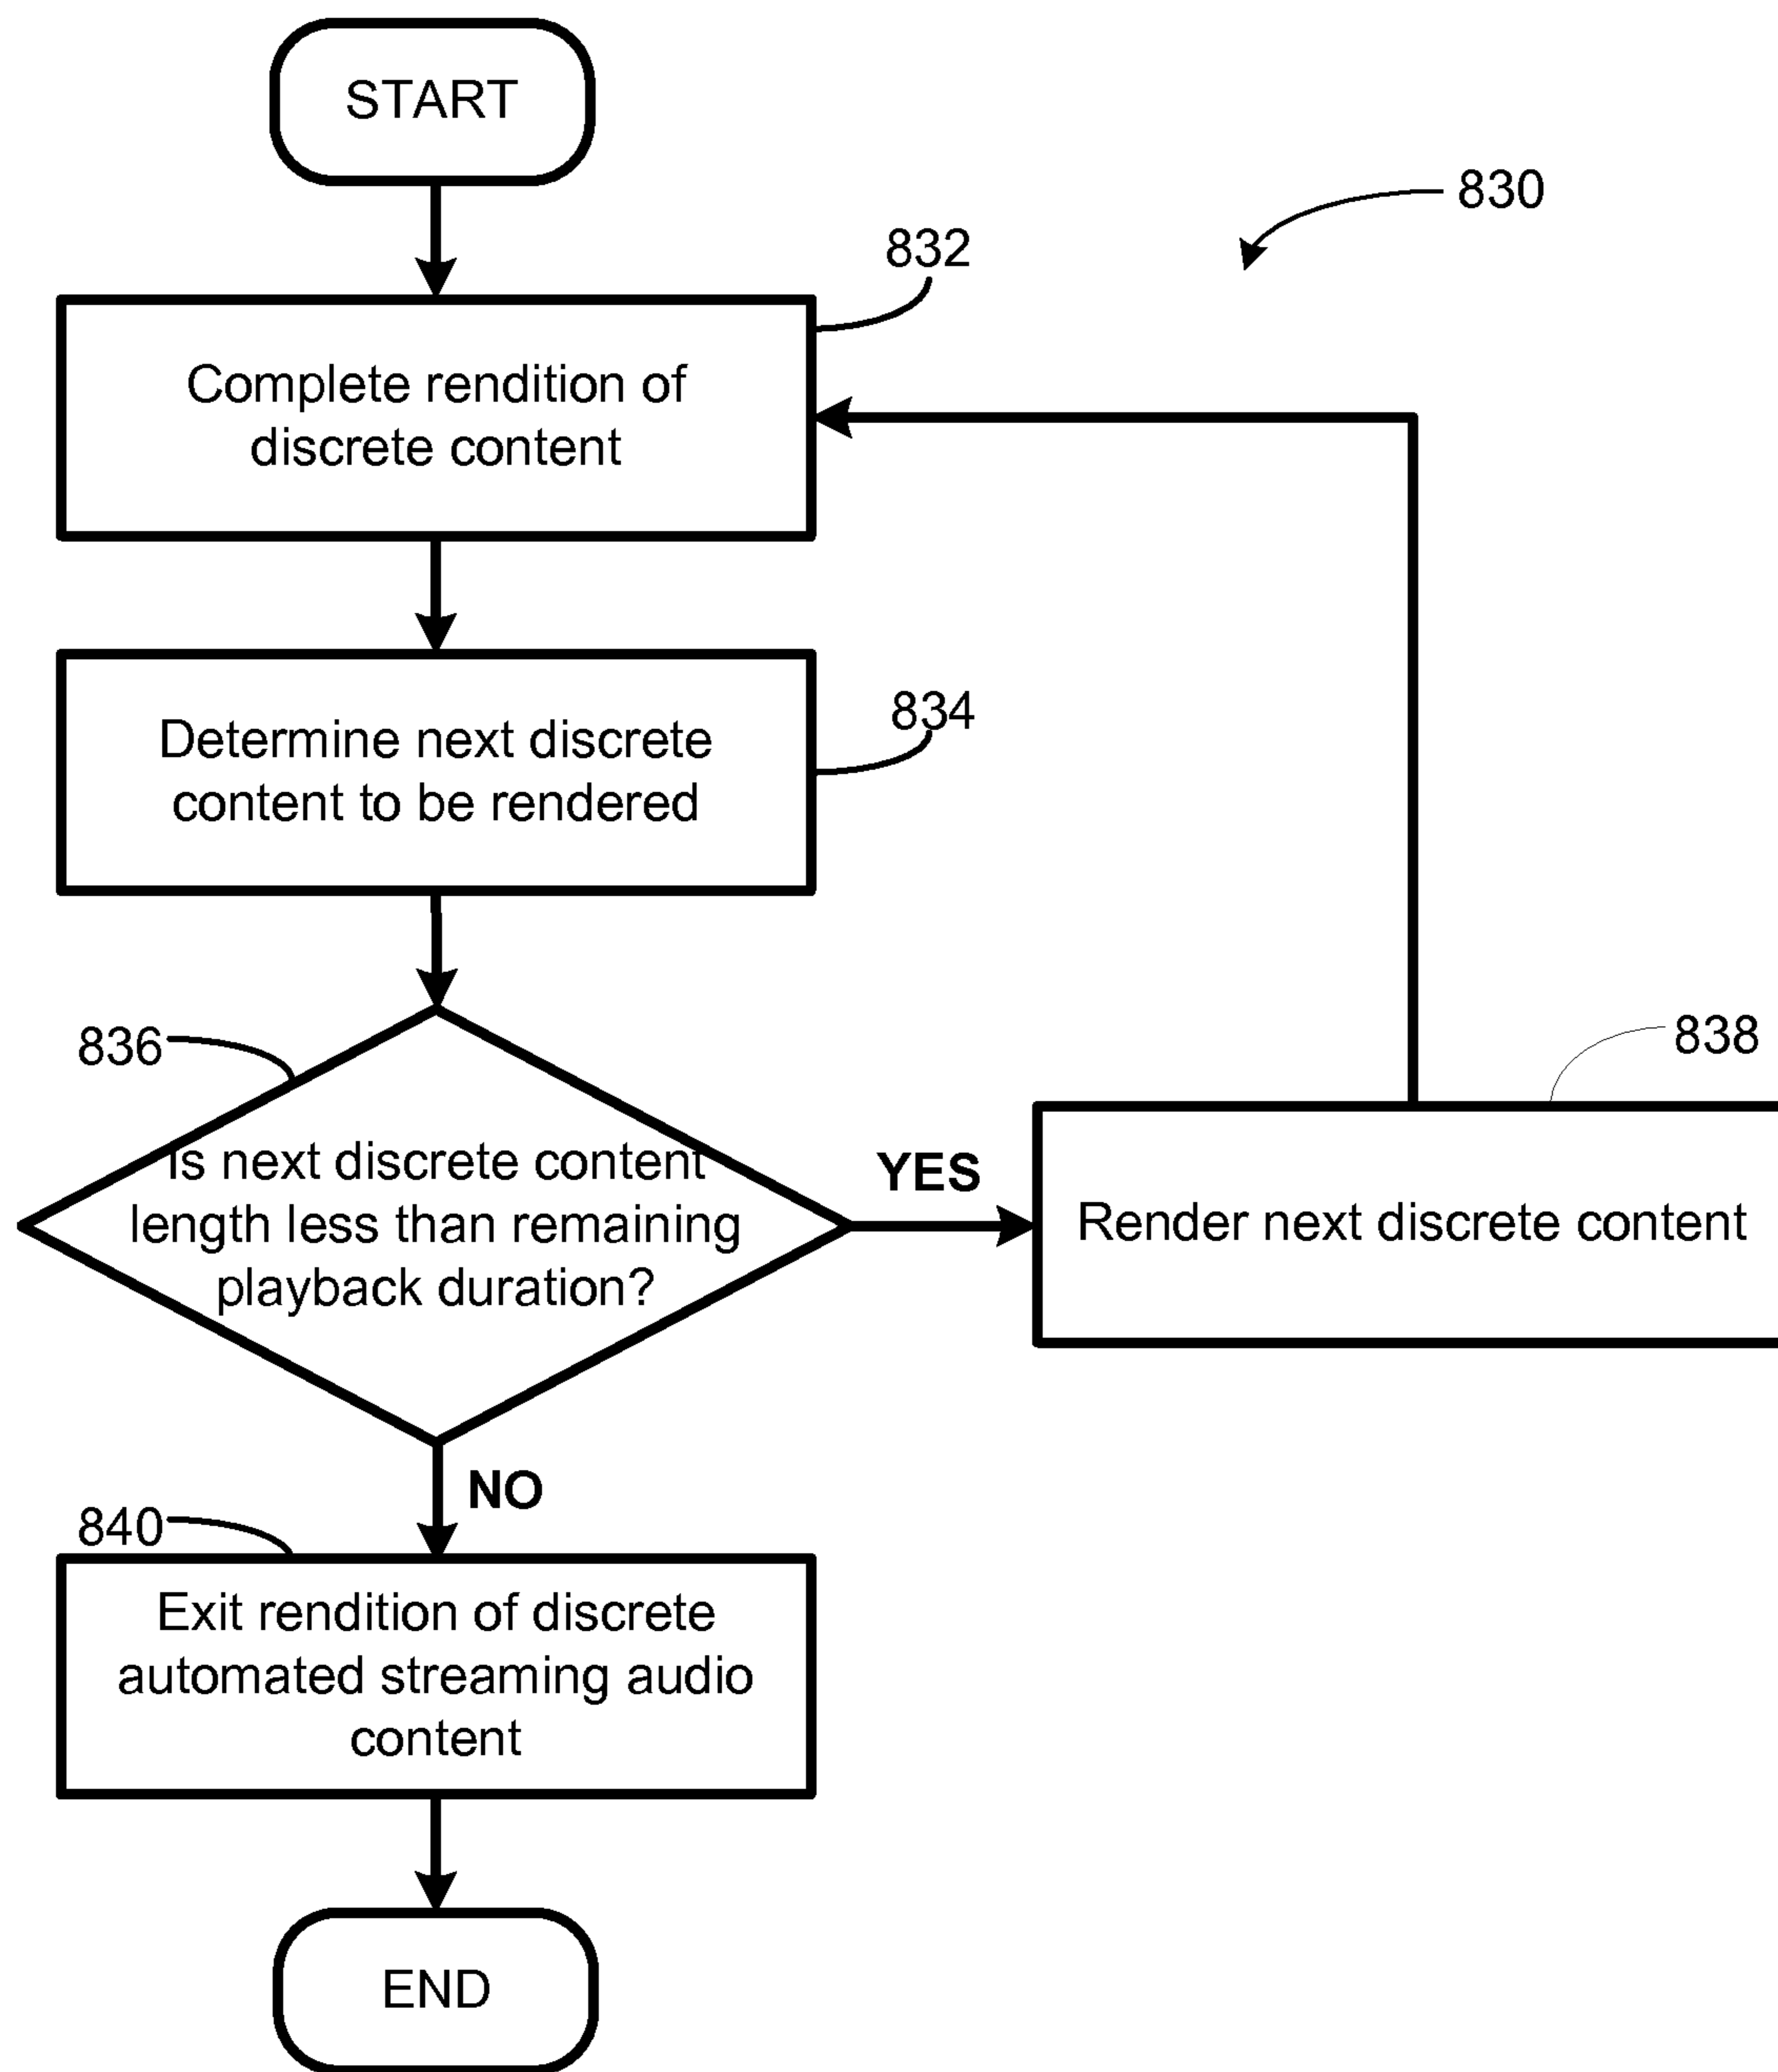 START
830
832
Complete rendition of
discrete content
834
Determine next discrete
content to be rendered
836
Is next discrete content
length less than remaining
playback duration?
YES
838
Render next discrete content
NO
840
Exit rendition of discrete
automated streaming audio
content
END